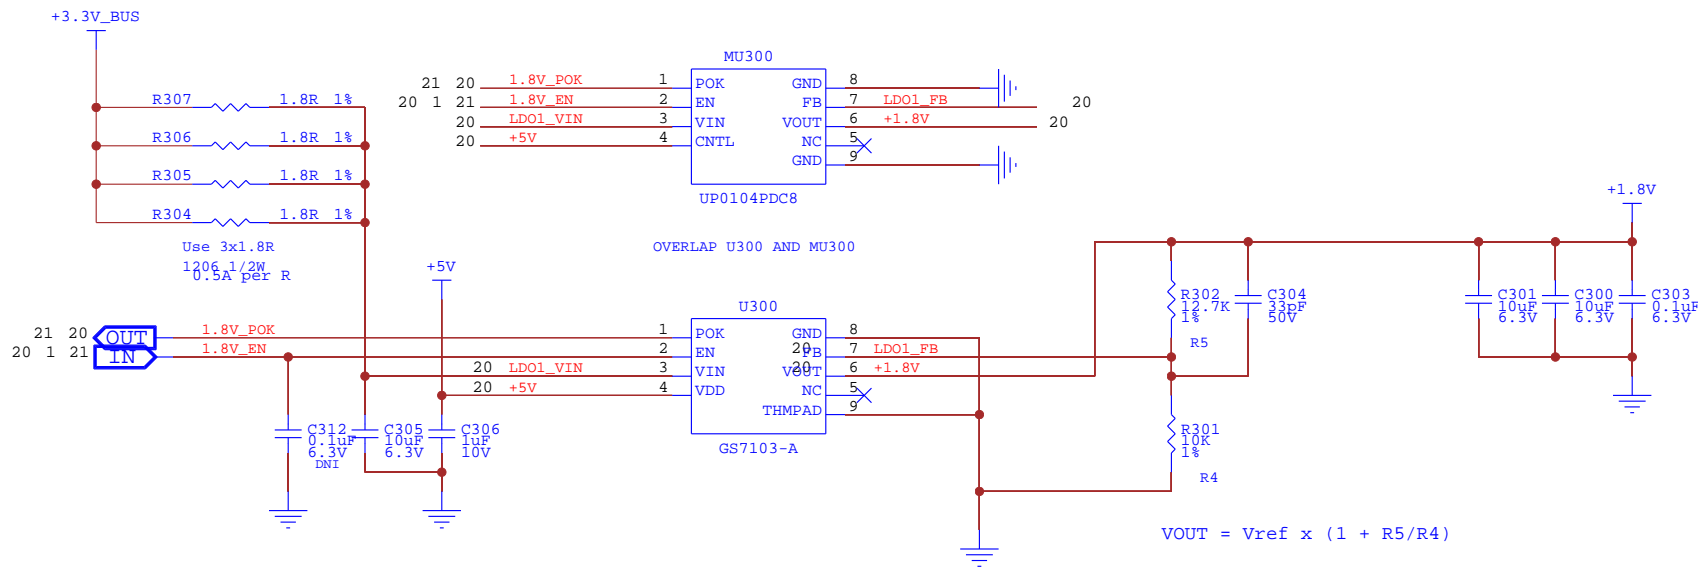 +3.3V_BUS
MU300
21 20 1.8V_POK 1 POK GND 8
20 1 21 1.8V_EN 2 EN FB 7 LDO1_FB 20
20 LDO1_VIN 3 VIN VOUT 6 +1.8V 20
20 +5V 4 CNTL NC 5
GND 9
UP0104PDC8
R307 1.8R 1%
R306 1.8R 1%
R305 1.8R 1%
R304 1.8R 1%
Use 3x1.8R
1206 1/2W
0.5A per R
OVERLAP U300 AND MU300
+5V
+1.8V
U300
21 20 OUT 1.8V_POK 1 POK GND 8
20 1 21 IN 1.8V_EN 2 EN 20 FB 7 LDO1_FB
20 LDO1_VIN 3 VIN 20 VOUT 6 +1.8V
20 +5V 4 VDD NC 5
THMPAD 9
GS7103-A
R302
12.7K
1%
R5
C304
33pF
50V
C301
10uF
6.3V
C300
10uF
6.3V
C303
0.1uF
6.3V
C312
0.1uF
6.3V
DNI
C305
10uF
6.3V
C306
1uF
10V
R301
10K
1%
R4
VOUT = Vref x (1 + R5/R4)